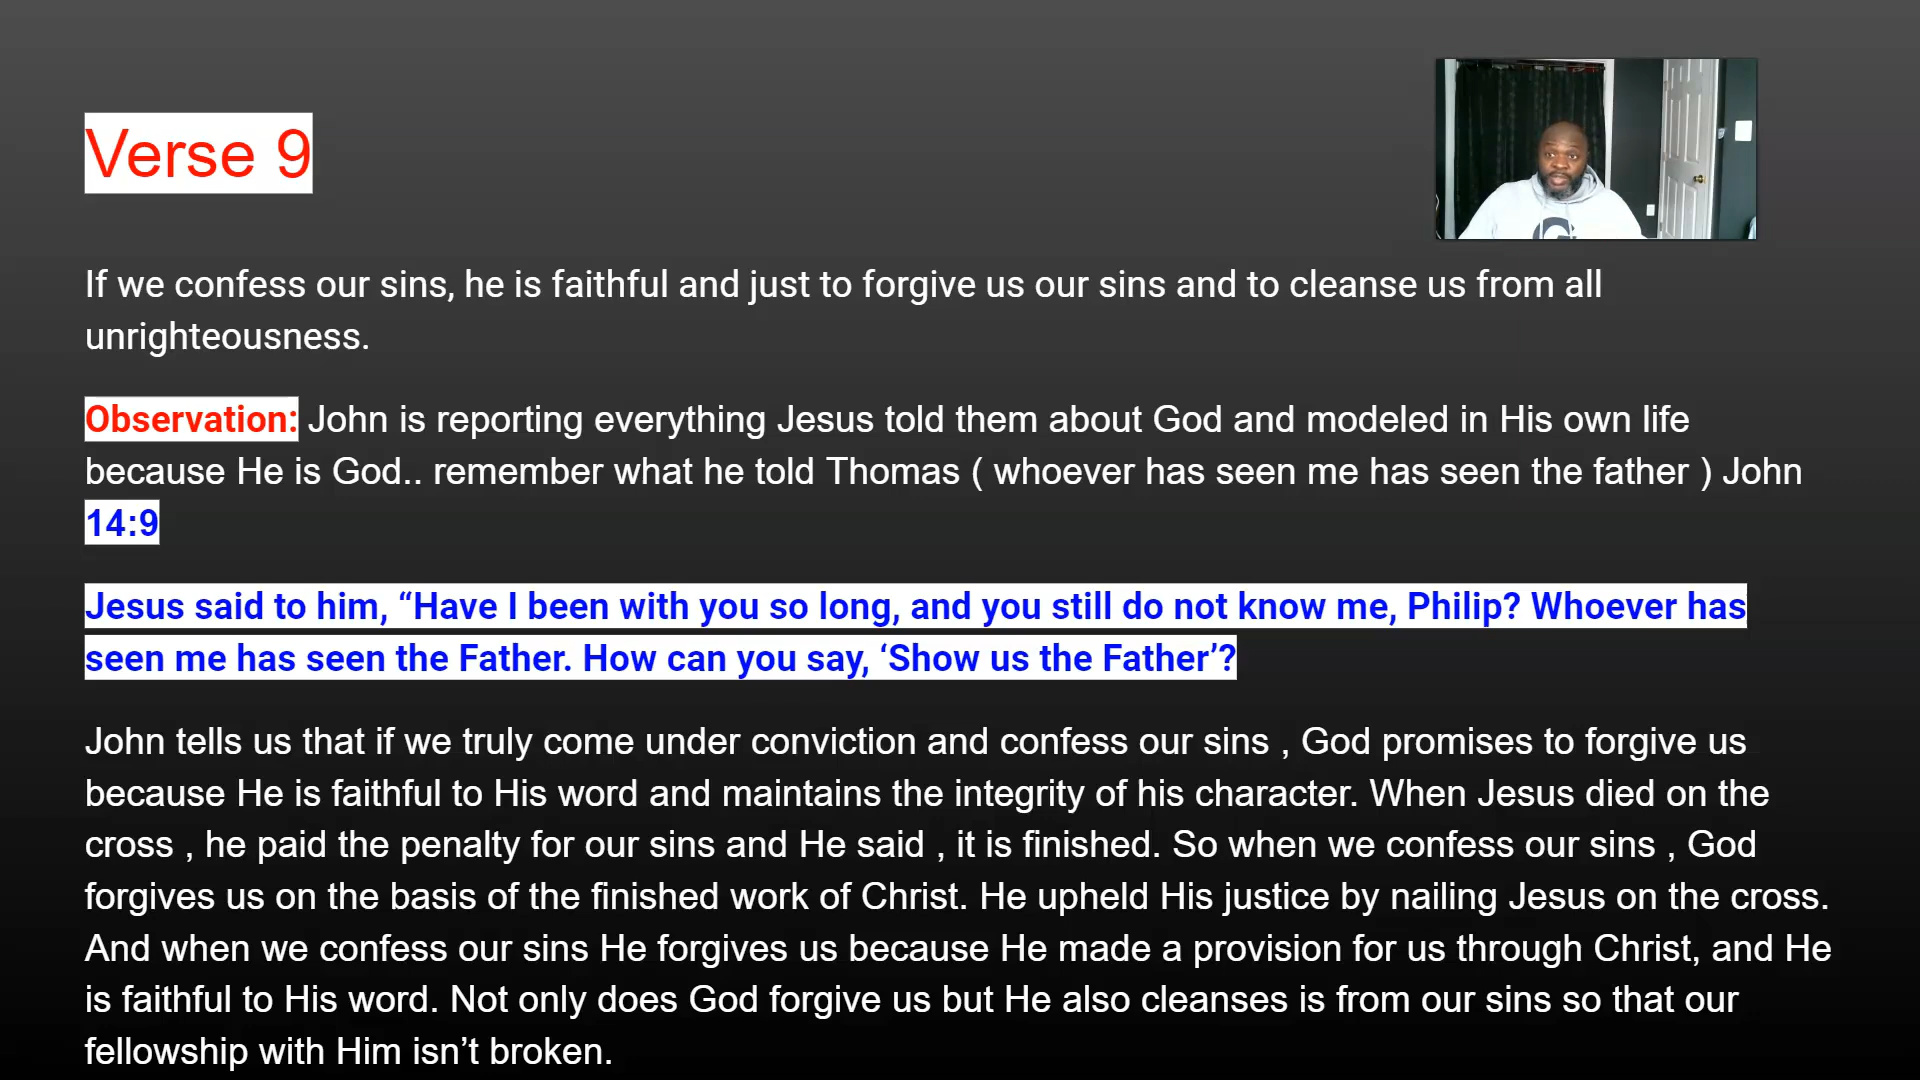 Verse 9
If we confess our sins, he is faithful and just to forgive us our sins and to cleanse us from all
unrighteousness.
Observation: John is reporting everything Jesus told them about God and modeled in His own life
because He is God.. remember what he told Thomas ( whoever has seen me has seen the father ) John
14:9
Jesus said to him, “Have I been with you so long, and you still do not know me, Philip? Whoever has
seen me has seen the Father. How can you say, ‘Show us the Father’?
John tells us that if we truly come under conviction and confess our sins , God promises to forgive us
because He is faithful to His word and maintains the integrity of his character. When Jesus died on the
cross , he paid the penalty for our sins and He said , it is finished. So when we confess our sins , God
forgives us on the basis of the finished work of Christ. He upheld His justice by nailing Jesus on the cross.
And when we confess our sins He forgives us because He made a provision for us through Christ, and He
is faithful to His word. Not only does God forgive us but He also cleanses is from our sins so that our
fellowship with Him isn’t broken.